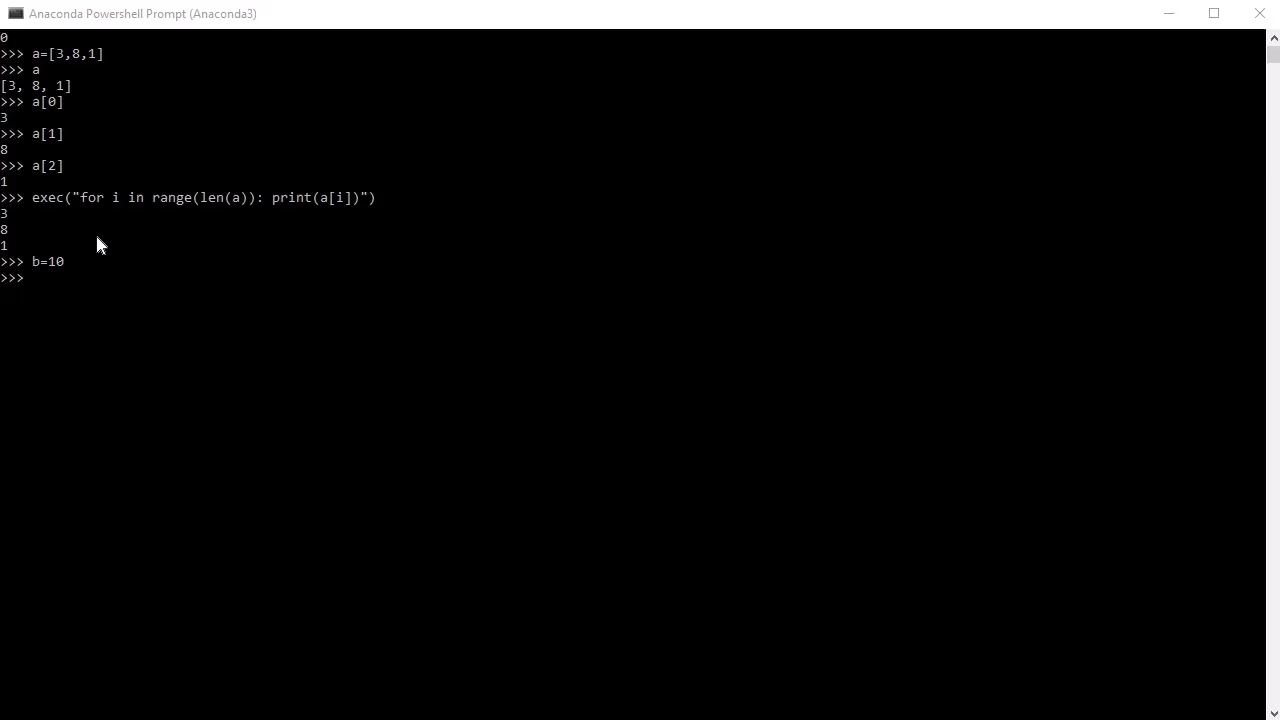 Anaconda Powershell Prompt (Anaconda3)
0
>>> a=[3,8,1]
>>> a
[3, 8, 1]
>>> a[0]
3
>>> a[1]
8
>>> a[2]
1
>>> exec("for i in range(len(a)): print(a[i])")
3
8
1
>>> b=10
>>>